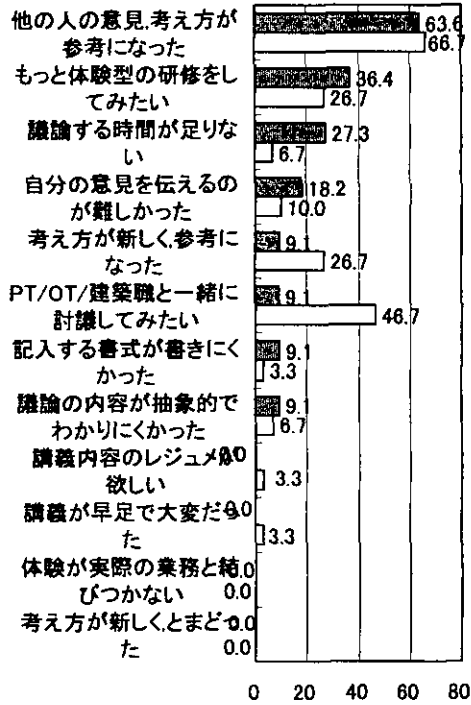 他の人の意見,考え方が
参考になった
63.6
66.7
もっと体験型の研修をし
てみたい
36.4
26.7
議論する時間が足りな
い
27.3
6.7
自分の意見を伝えるの
が難しかった
18.2
10.0
考え方が新しく,参考に
なった
9.1
26.7
PT/OT/建築職と一緒に
討議してみたい
9.1
46.7
記入する書式が書きにく
かった
9.1
3.3
議論の内容が抽象的で
わかりにくかった
9.1
6.7
講義内容のレジュメが
欲しい
0.0
3.3
講義が早足で大変だっ
た
0.0
3.3
体験が実際の業務と結
びつかない
0.0
0.0
考え方が新しく,とまどっ
た
0.0
0.0
0 20 40 60 80